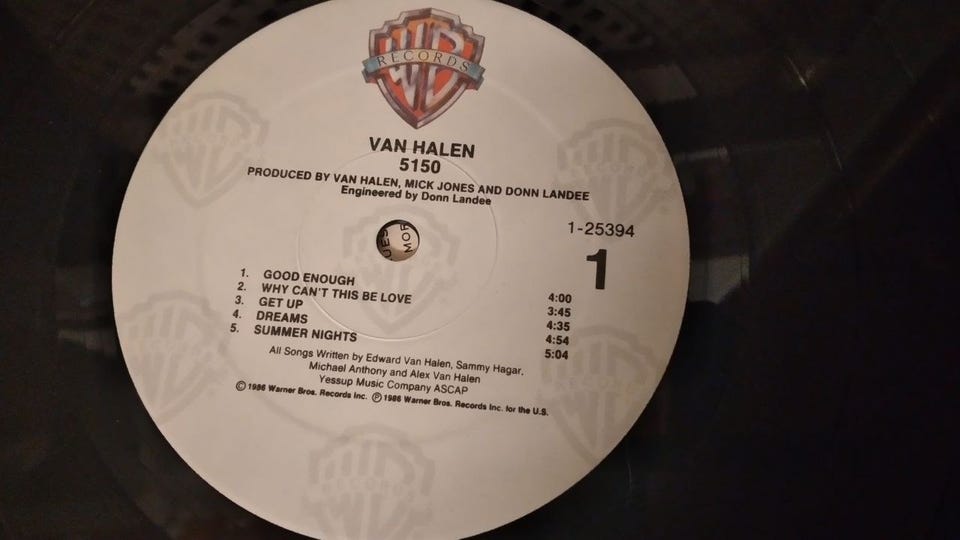 WB
RECORDS
VAN HALEN
5150
PRODUCED BY VAN HALEN, MICK JONES AND DONN LANDEE
Engineered by Donn Landee
1-25394
1
1. GOOD ENOUGH 4:00
2. WHY CAN'T THIS BE LOVE 3:45
3. GET UP 4:35
4. DREAMS 4:54
5. SUMMER NIGHTS 5:04
All Songs Written by Edward Van Halen, Sammy Hagar,
Michael Anthony and Alex Van Halen
Yessup Music Company ASCAP
© 1986 Warner Bros. Records Inc. ℗ 1986 Warner Bros. Records Inc. for the U.S.